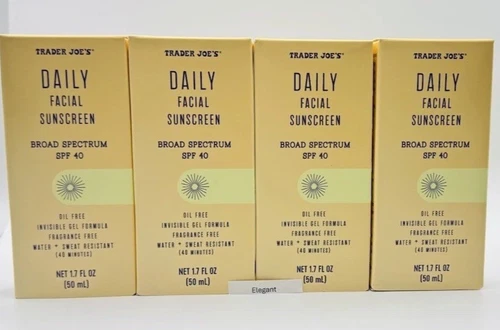 TRADER JOE'S
DAILY
FACIAL
SUNSCREEN
BROAD SPECTRUM
SPF 40
OIL FREE
INVISIBLE GEL FORMULA
FRAGRANCE FREE
WATER * SWEAT RESISTANT
(40 MINUTES)
NET 1.7 FL OZ
(50 mL)
TRADER JOE'S
DAILY
FACIAL
SUNSCREEN
BROAD SPECTRUM
SPF 40
OIL FREE
INVISIBLE GEL FORMULA
FRAGRANCE FREE
WATER * SWEAT RESISTANT
(40 MINUTES)
NET 1.7 FL OZ
(50 mL)
TRADER JOE'S
DAILY
FACIAL
SUNSCREEN
BROAD SPECTRUM
SPF 40
OIL FREE
INVISIBLE GEL FORMULA
FRAGRANCE FREE
WATER * SWEAT RESISTANT
(40 MINUTES)
NET 1.7 FL OZ
(50 mL)
TRADER JOE'S
DAILY
FACIAL
SUNSCREEN
BROAD SPECTRUM
SPF 40
OIL FREE
INVISIBLE GEL FORMULA
FRAGRANCE FREE
WATER * SWEAT RESISTANT
(40 MINUTES)
NET 1.7 FL OZ
(50 mL)
Elegant